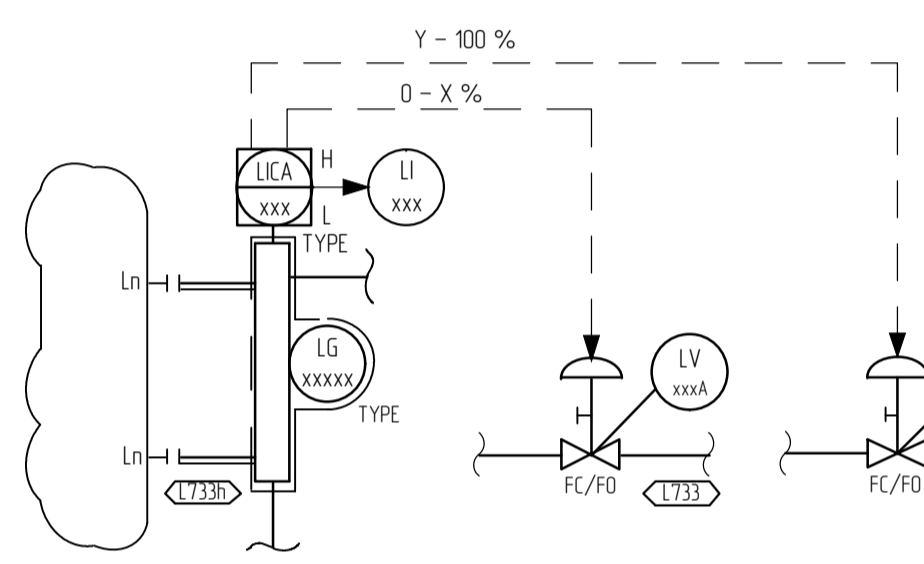 Y - 100 %
0 - X %
LICA
xxx
H
L
LI
xxx
TYPE
Ln
LG
xxxxx
TYPE
LV
xxxA
Ln
L733h
FC/FO
L733
FC/FO